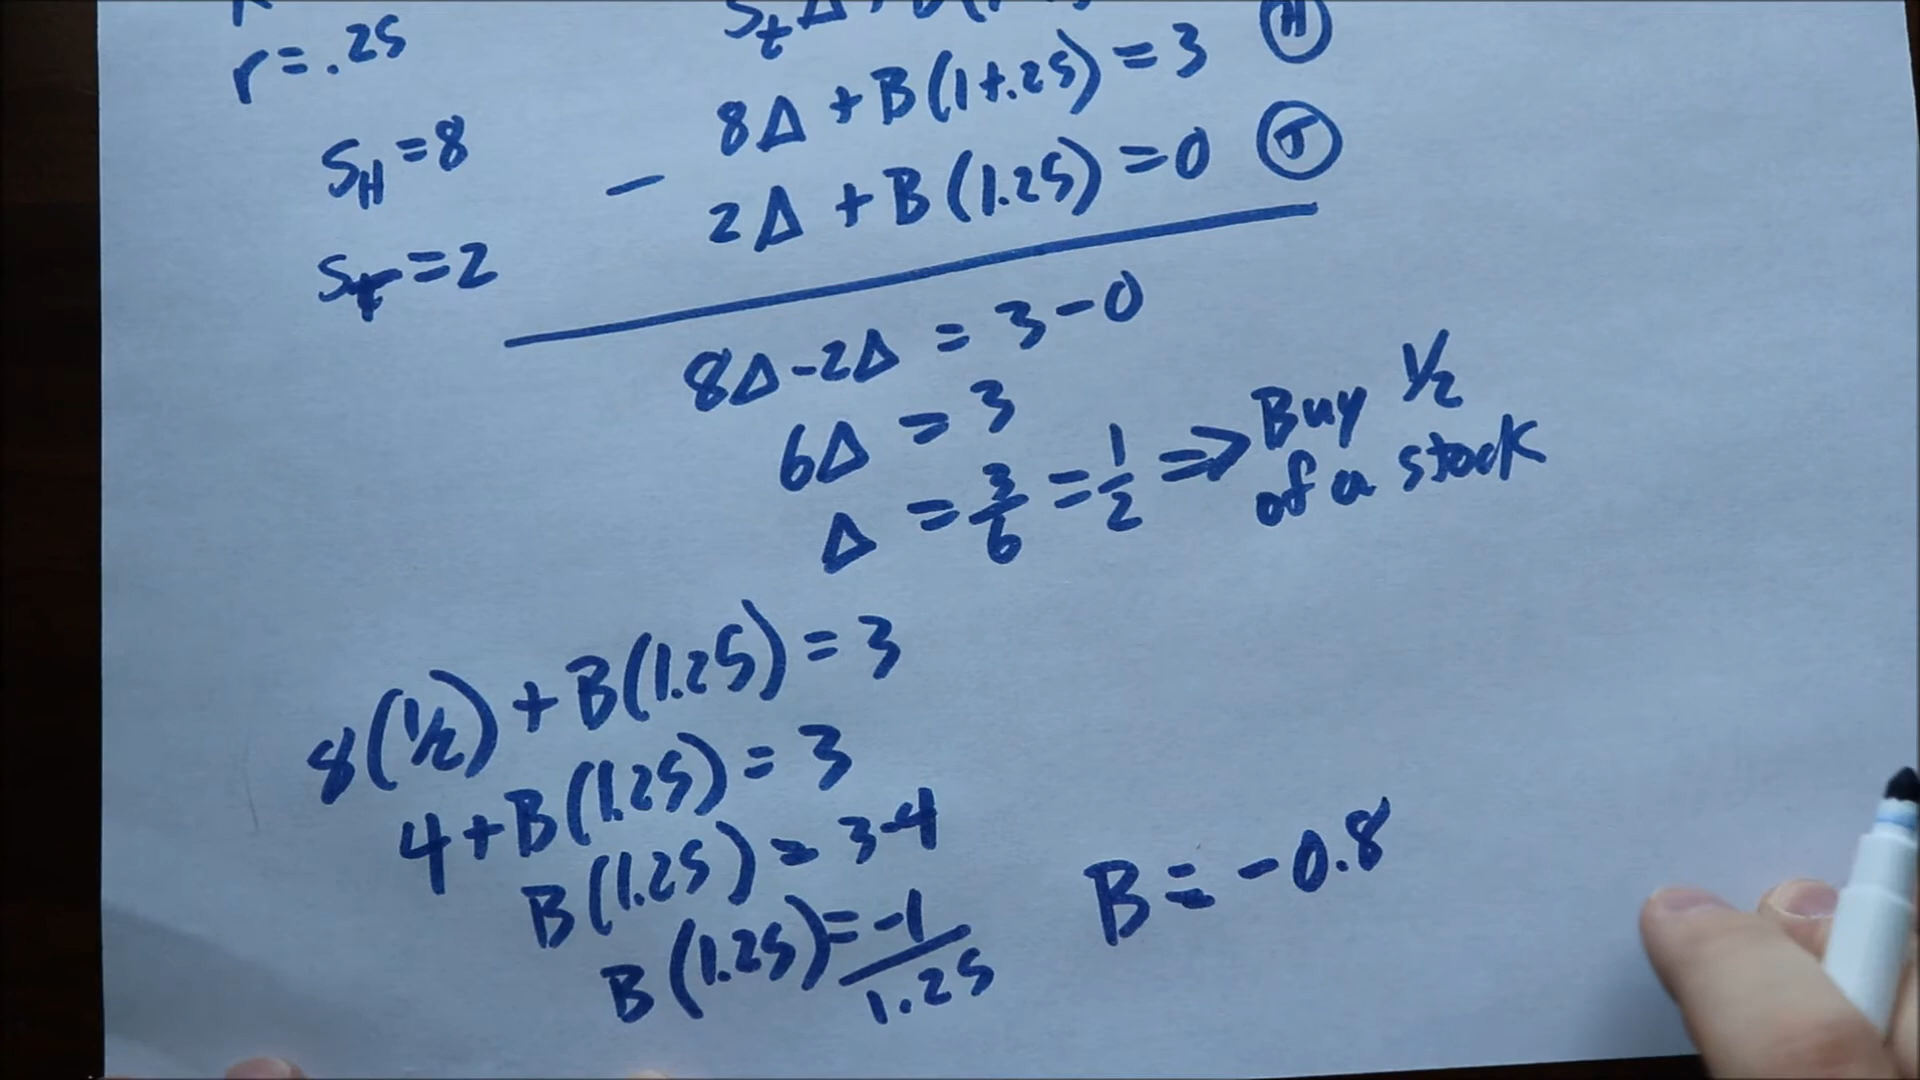 r=.25
8Δ+B(1+.25)=3 (H)
S_H=8
- 2Δ+B(1.25)=0 (T)
S_T=2
8Δ-2Δ=3-0
6Δ=3
Δ=3/6=1/2 => Buy 1/2
of a stock
8(1/2)+B(1.25)=3
4+B(1.25)=3
B(1.25)=3-4
B(1.25)=-1/1.25
B=-0.8